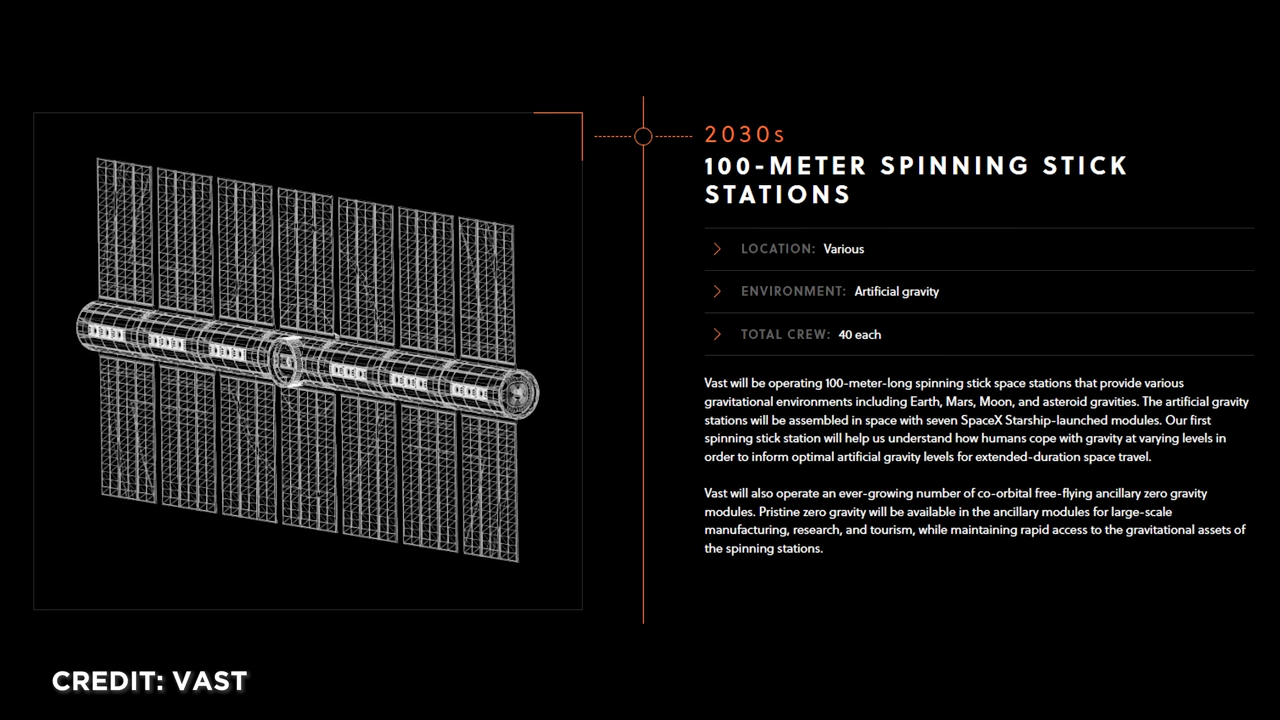 2030s
100-METER SPINNING STICK
STATIONS
LOCATION: Various
ENVIRONMENT: Artificial gravity
TOTAL CREW: 40 each
Vast will be operating 100-meter-long spinning stick space stations that provide various
gravitational environments including Earth, Mars, Moon, and asteroid gravities. The artificial gravity
stations will be assembled in space with seven SpaceX Starship-launched modules. Our first
spinning stick station will help us understand how humans cope with gravity at varying levels in
order to inform optimal artificial gravity levels for extended-duration space travel.
Vast will also operate an ever-growing number of co-orbital free-flying ancillary zero gravity
modules. Pristine zero gravity will be available in the ancillary modules for large-scale
manufacturing, research, and tourism, while maintaining rapid access to the gravitational assets of
the spinning stations.
CREDIT: VAST